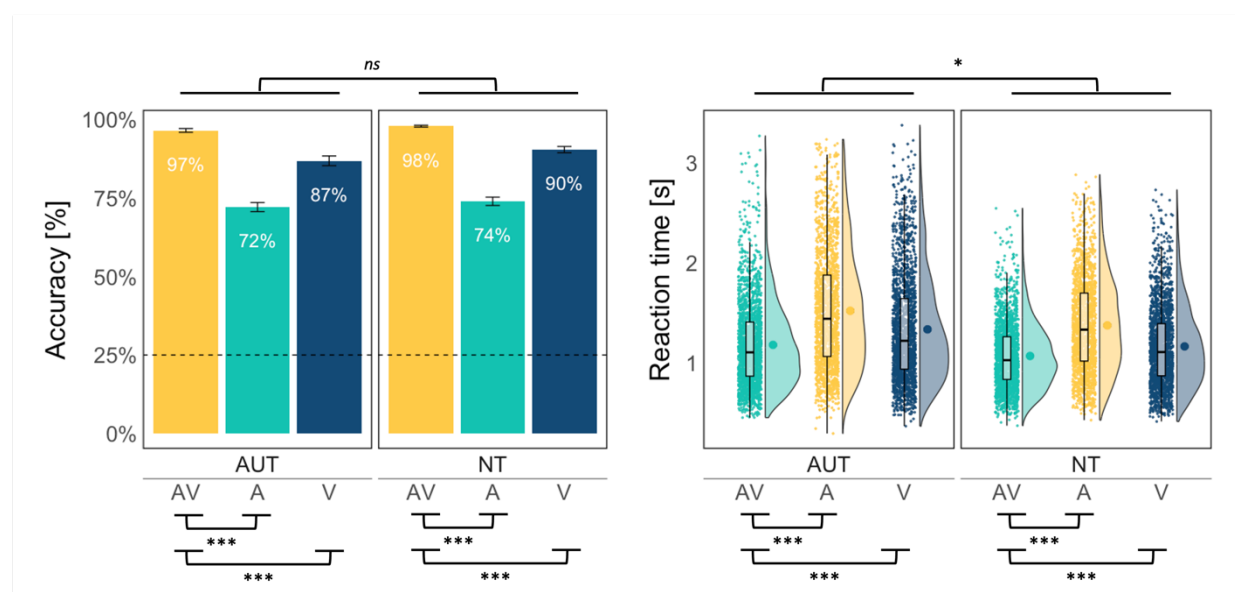 ns
*
100%
75%
50%
25%
0%
Accuracy [%]
97%
72%
87%
98%
74%
90%
AUT
NT
AV A V
AV A V
***
***
***
***
3
2
1
Reaction time [s]
AUT
NT
AV A V
AV A V
***
***
***
***